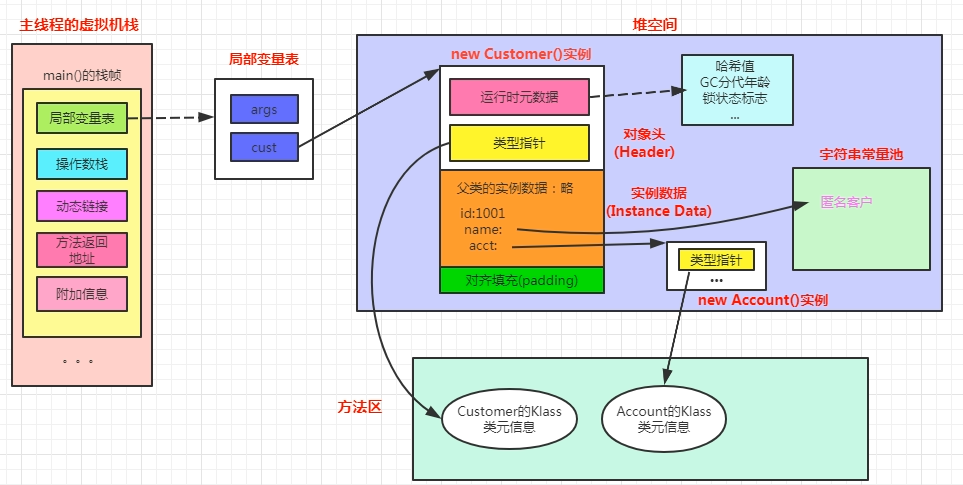 主线程的虚拟机栈
main()的栈帧
局部变量表
操作数栈
动态链接
方法返回
地址
附加信息
。。。
局部变量表
args
cust
堆空间
new Customer()实例
运行时元数据
类型指针
对象头
(Header)
哈希值
GC分代年龄
锁状态标志
...
父类的实例数据：略
id:1001
name:
acct:
对齐填充(padding)
实例数据
(Instance Data)
字符串常量池
匿名客户
类型指针
...
new Account()实例
方法区
Customer的Klass
类元信息
Account的Klass
类元信息